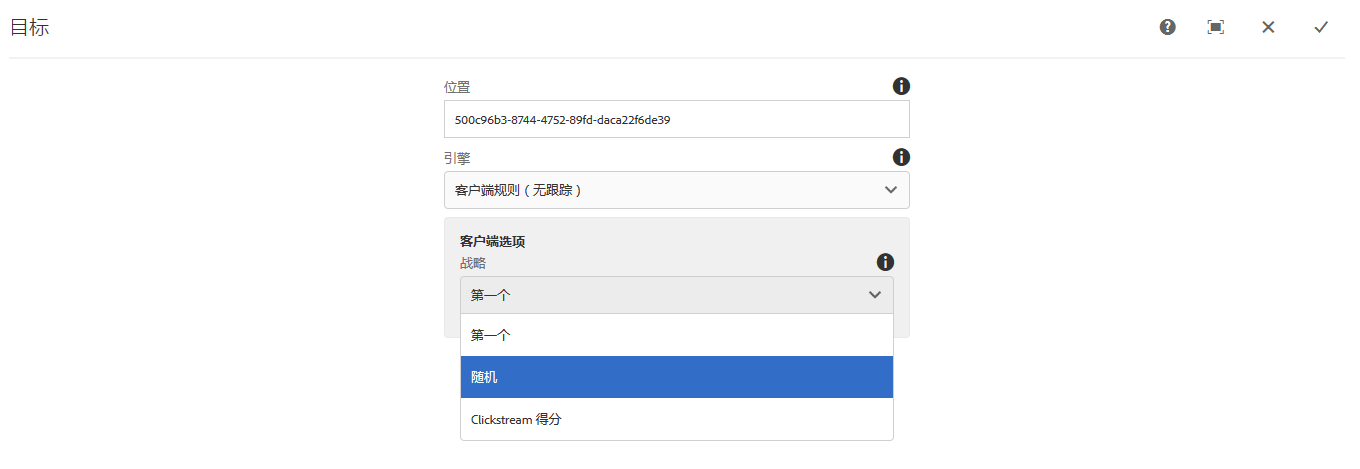 目标
位置
500c96b3-8744-4752-89fd-daca22f6de39
引擎
客户端规则（无跟踪）
客户端选项
战略
第一个
第一个
随机
Clickstream 得分